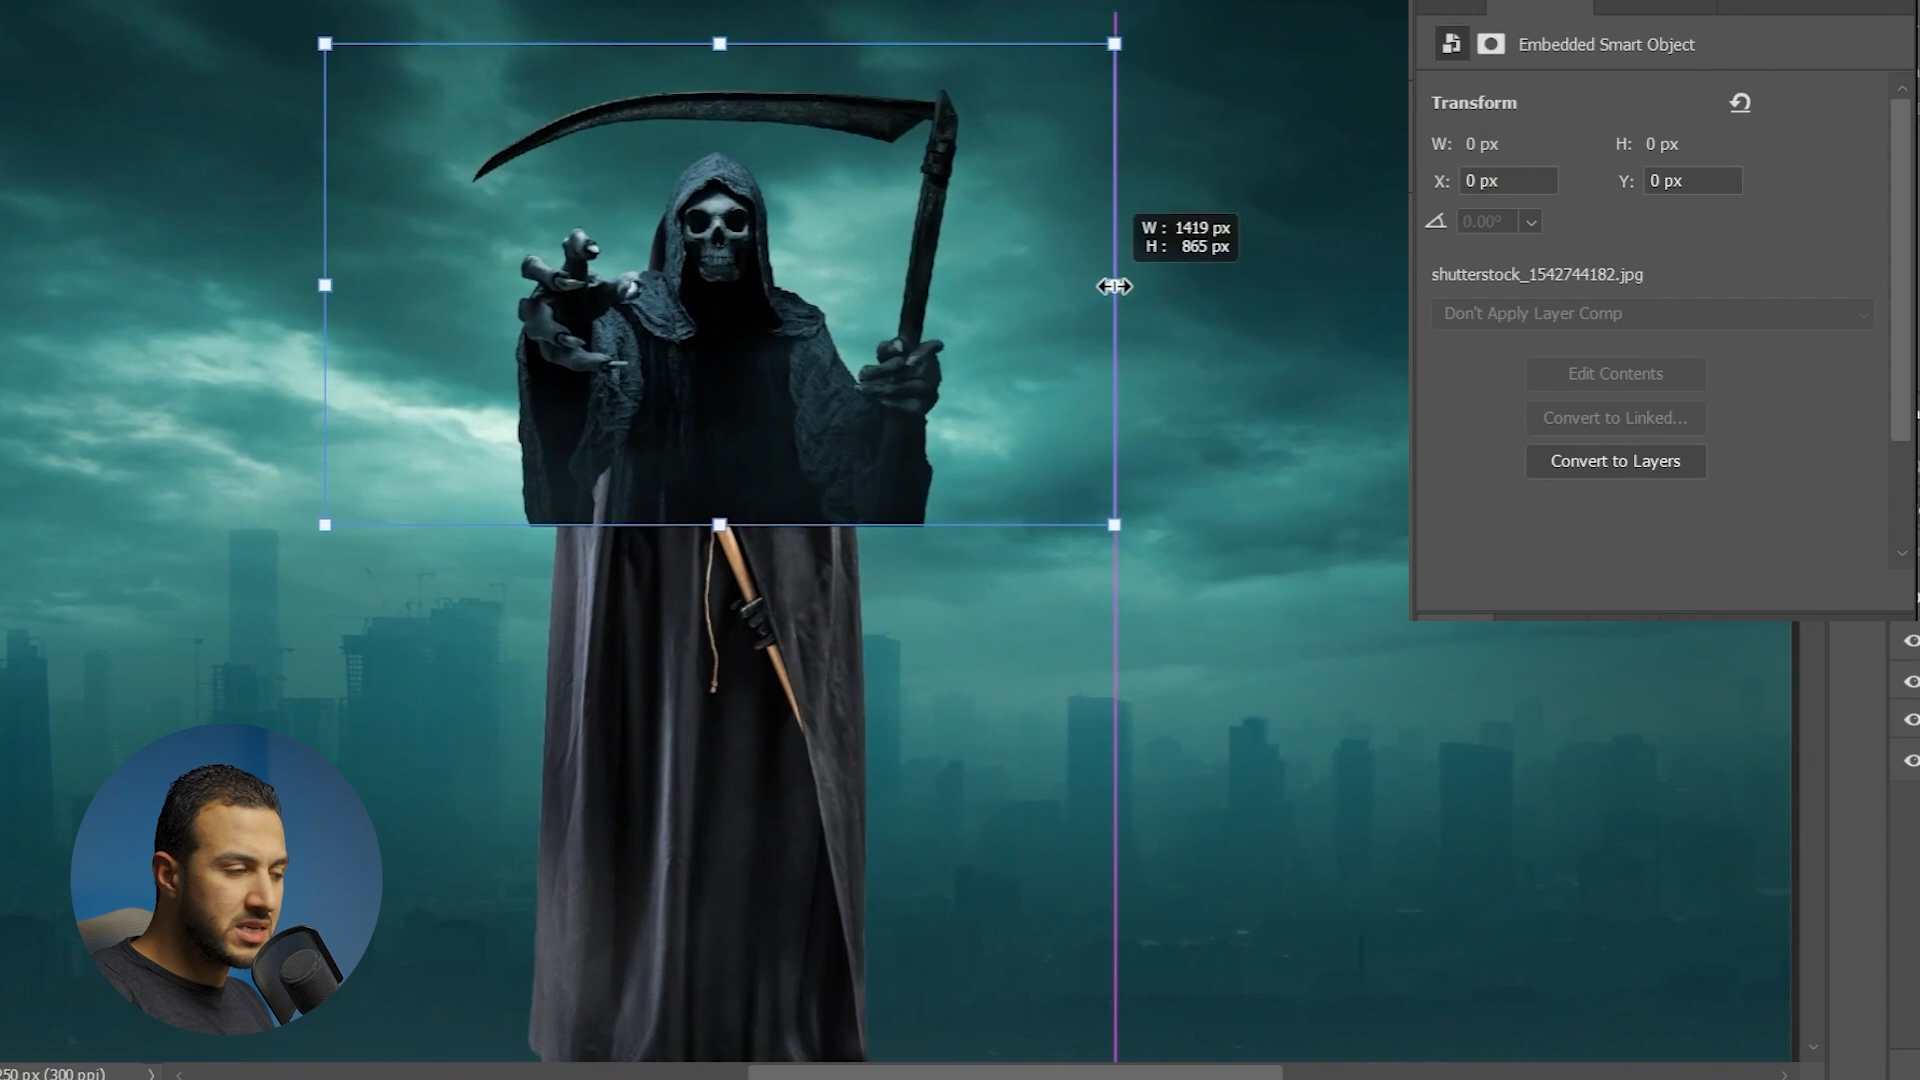 Embedded Smart Object
Transform
W: 0 px H: 0 px
X: 0 px Y: 0 px
0.00°
W : 1419 px
H : 865 px
shutterstock_1542744182.jpg
Don't Apply Layer Comp
Edit Contents
Convert to Linked...
Convert to Layers
250 px (300 ppi)